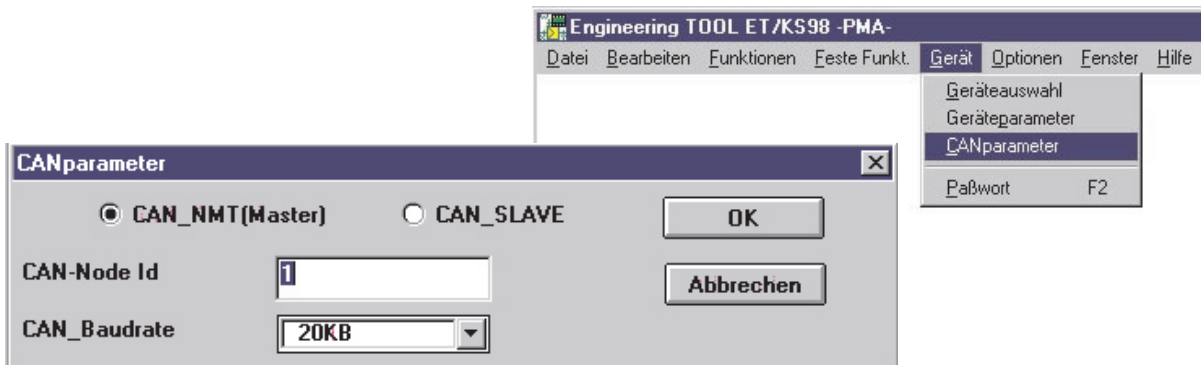 Engineering TOOL ET/KS98 -PMA-
Datei Bearbeiten Funktionen Feste Funkt. Gerät Optionen Fenster Hilfe
Geräteauswahl
Geräteparameter
CANparameter
Paßwort F2
CANparameter
CAN_NMT(Master) CAN_SLAVE OK
CAN-Node Id 1 Abbrechen
CAN_Baudrate 20KB